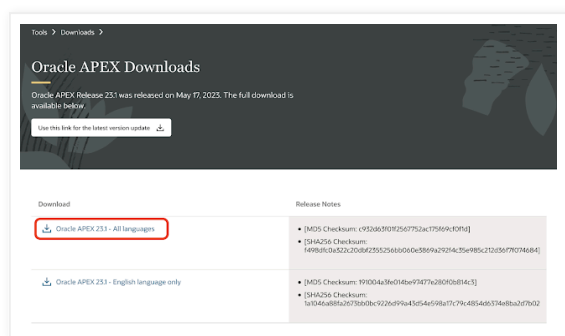 Tools > Downloads >
Oracle APEX Downloads
Oracle APEX Release 23.1 was released on May 17, 2023. The full download is
available below.
Use this link for the latest version update
Download
Release Notes
Oracle APEX 23.1 - All languages
• [MD5 Checksum: c932d63f01f2567752ac175f69cf0f1d]
• [SHA256 Checksum:
f498dfc0a322c20dbf2355256bb060e3869a292f4c35e985c212d36f7f074684]
Oracle APEX 23.1 - English language only
• [MD5 Checksum: 191004a3fe014be97477e280f0b814c3]
• [SHA256 Checksum:
1a1046a88fa2673bb0bc9226d99a43d54e598a17c79c4854d6374e8ba2d7b02